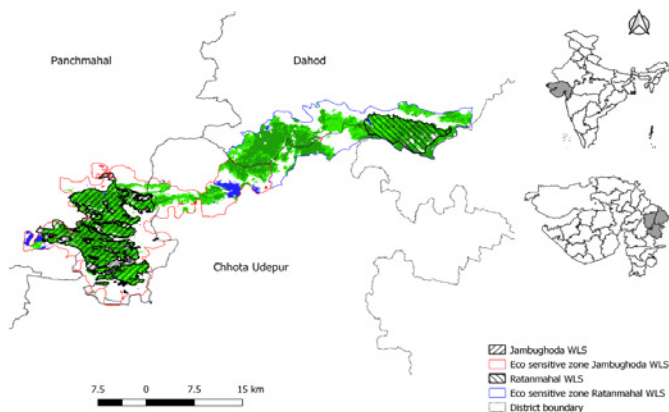 Panchmahal
Dahod
Chhota Udepur
Jambughoda WLS
Eco sensitive zone Jambughoda WLS
Ratanmahal WLS
Eco sensitive zone Ratanmahal WLS
District boundary
7.5 0 7.5 15 km